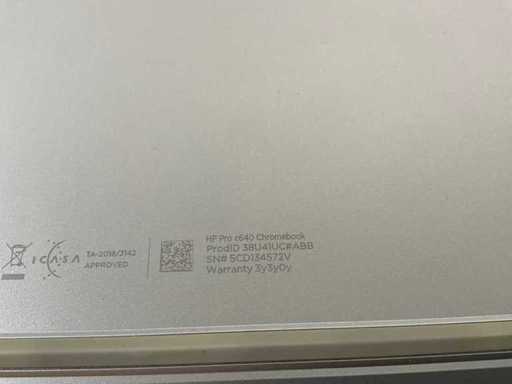 HP Pro c640 Chromebook
ProdID 38U41UC#ABB
SN# 5CD134572V
Warranty 3y3y0y
ICASA
TA-2018/3142
APPROVED